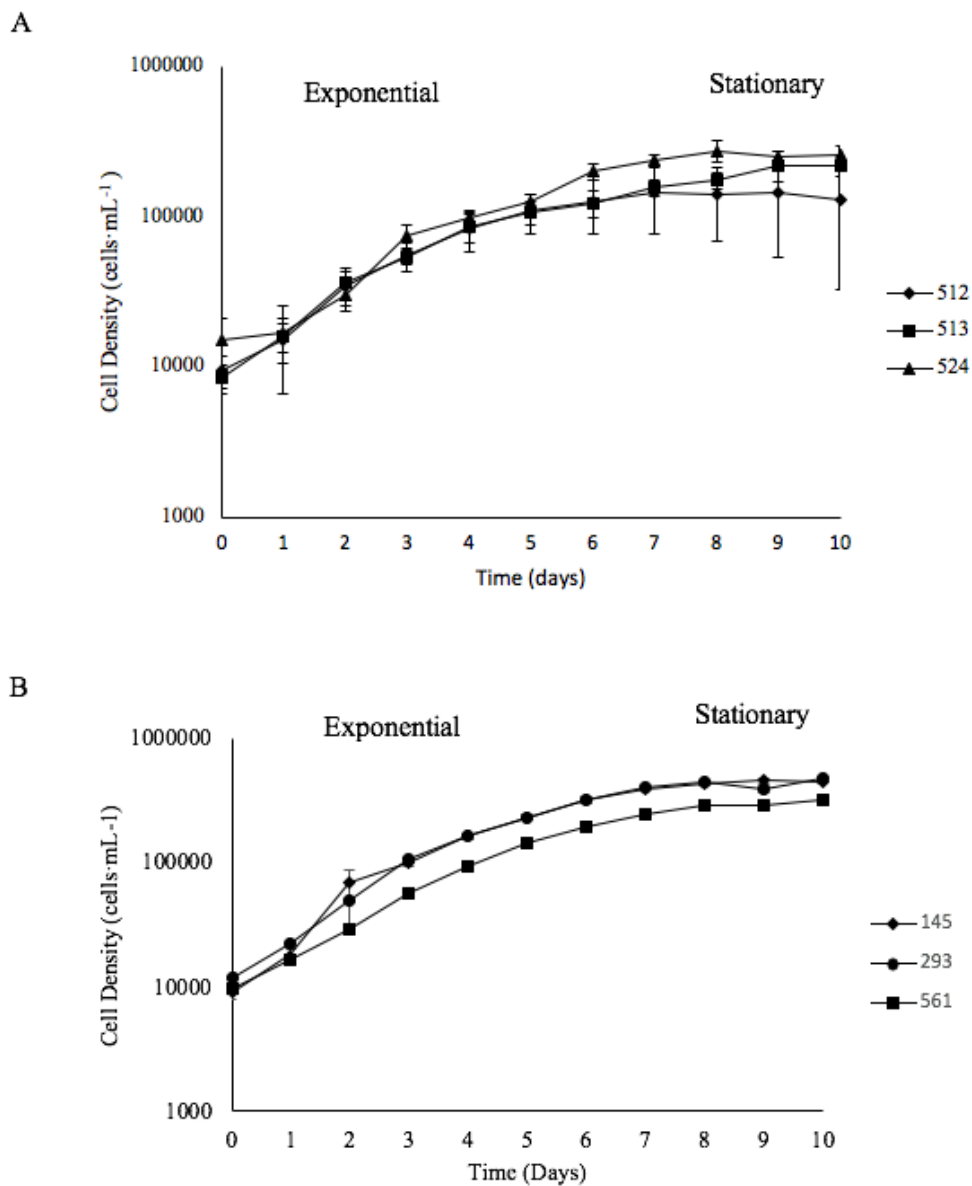 A
Exponential
Stationary
Cell Density (cells·mL⁻¹)
1000000
100000
10000
1000
0 1 2 3 4 5 6 7 8 9 10
Time (days)
512
513
524
B
Exponential
Stationary
Cell Density (cells·mL-1)
1000000
100000
10000
1000
0 1 2 3 4 5 6 7 8 9 10
Time (Days)
145
293
561